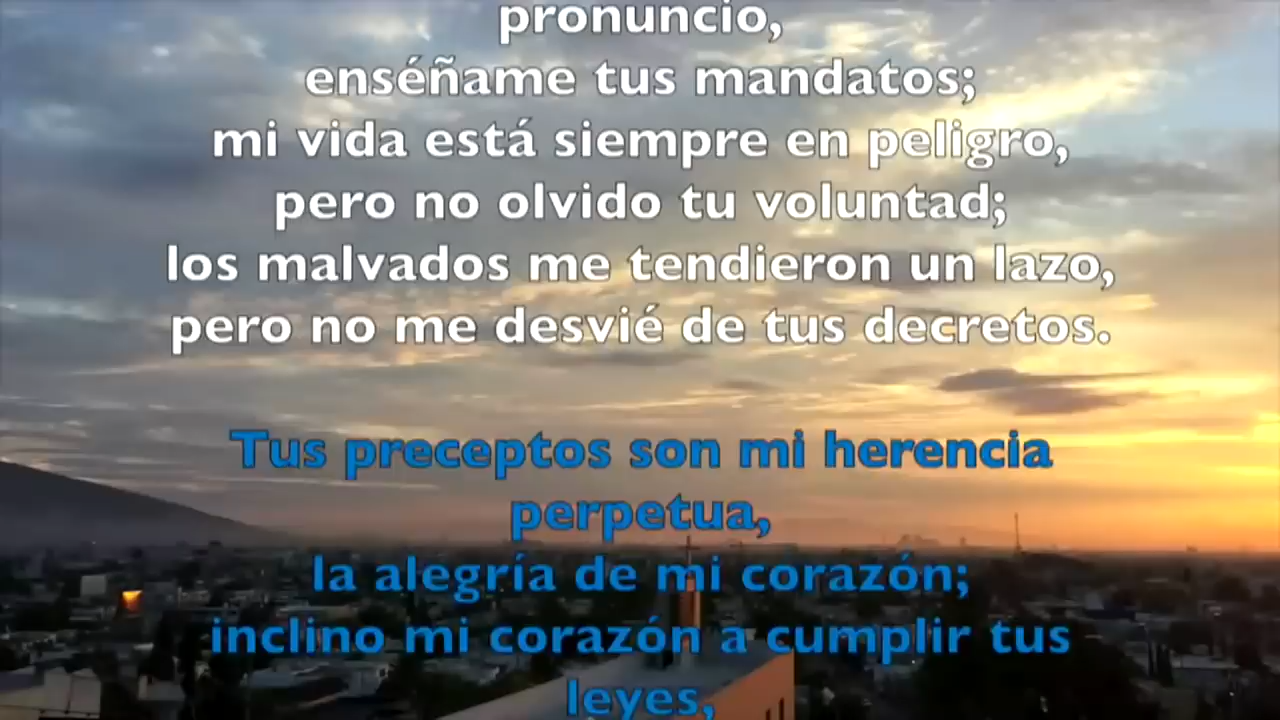 pronuncio,
enséñame tus mandatos;
mi vida está siempre en peligro,
pero no olvido tu voluntad;
los malvados me tendieron un lazo,
pero no me desvié de tus decretos.
Tus preceptos son mi herencia
perpetua,
la alegría de mi corazón;
inclino mi corazón a cumplir tus
leyes,